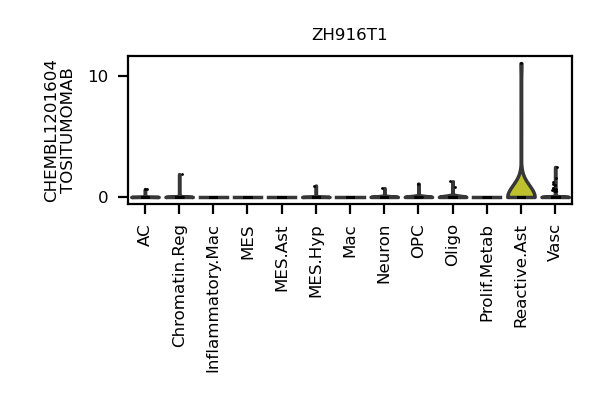 ZH916T1
CHEMBL1201604
TOSITUMOMAB
10
0
AC
Chromatin.Reg
Inflammatory.Mac
MES
MES.Ast
MES.Hyp
Mac
Neuron
OPC
Oligo
Prolif.Metab
Reactive.Ast
Vasc